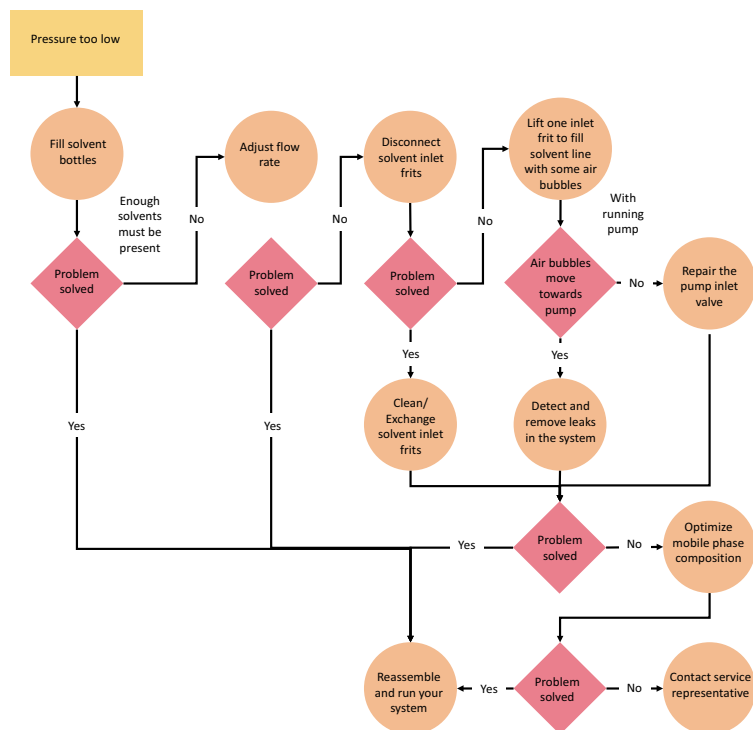 Pressure too low
Fill solvent
bottles
Adjust flow
rate
Disconnect
solvent inlet
frits
Lift one inlet
frit to fill
solvent line
with some air
bubbles
Enough
solvents
must be
present
No
No
No
With
running
pump
Problem
solved
Problem
solved
Problem
solved
Air bubbles
move
towards
pump
No
Repair the
pump inlet
valve
Yes
Yes
Yes
Yes
Clean/
Exchange
solvent inlet
frits
Detect and
remove leaks
in the system
Yes
Problem
solved
No
Optimize
mobile phase
composition
Reassemble
and run your
system
Yes
Problem
solved
No
Contact service
representative